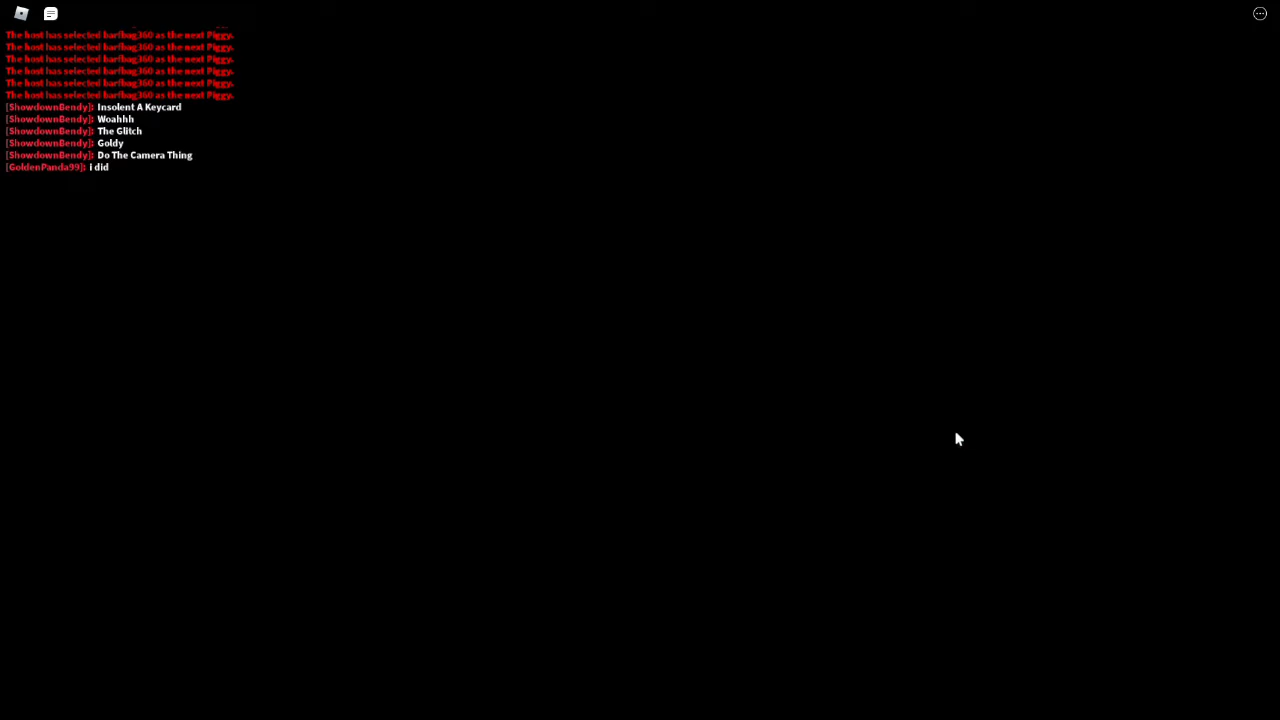 The host has selected barfbag360 as the next Piggy.
The host has selected barfbag360 as the next Piggy.
The host has selected barfbag360 as the next Piggy.
The host has selected barfbag360 as the next Piggy.
The host has selected barfbag360 as the next Piggy.
The host has selected barfbag360 as the next Piggy.
[ShowdownBendy]: Insolent A Keycard
[ShowdownBendy]: Woahhh
[ShowdownBendy]: The Glitch
[ShowdownBendy]: Goldy
[ShowdownBendy]: Do The Camera Thing
[GoldenPanda99]: i did